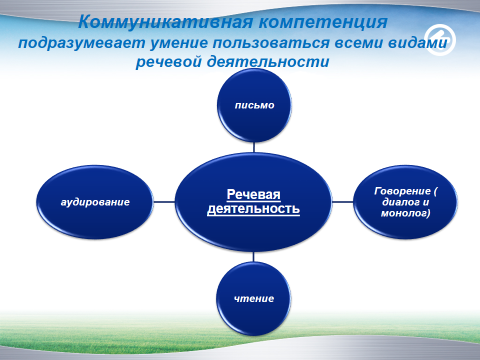 Коммуникативная компетенция
подразумевает умение пользоваться всеми видами
речевой деятельности
письмо
аудирование
Речевая
деятельность
Говорение (
диалог и
монолог)
чтение